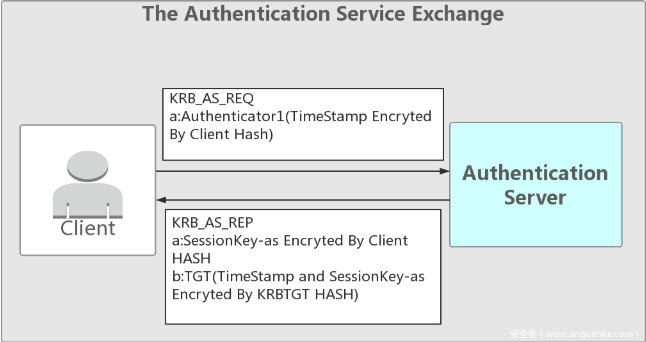 The Authentication Service Exchange
KRB_AS_REQ
a:Authenticator1(TimeStamp Encryted
By Client Hash)
Client
Authentication
Server
KRB_AS_REP
a:SessionKey-as Encryted By Client
HASH
b:TGT(TimeStamp and SessionKey-as
Encryted By KRBTGT HASH)
安全客 ( www.anquanke.com )